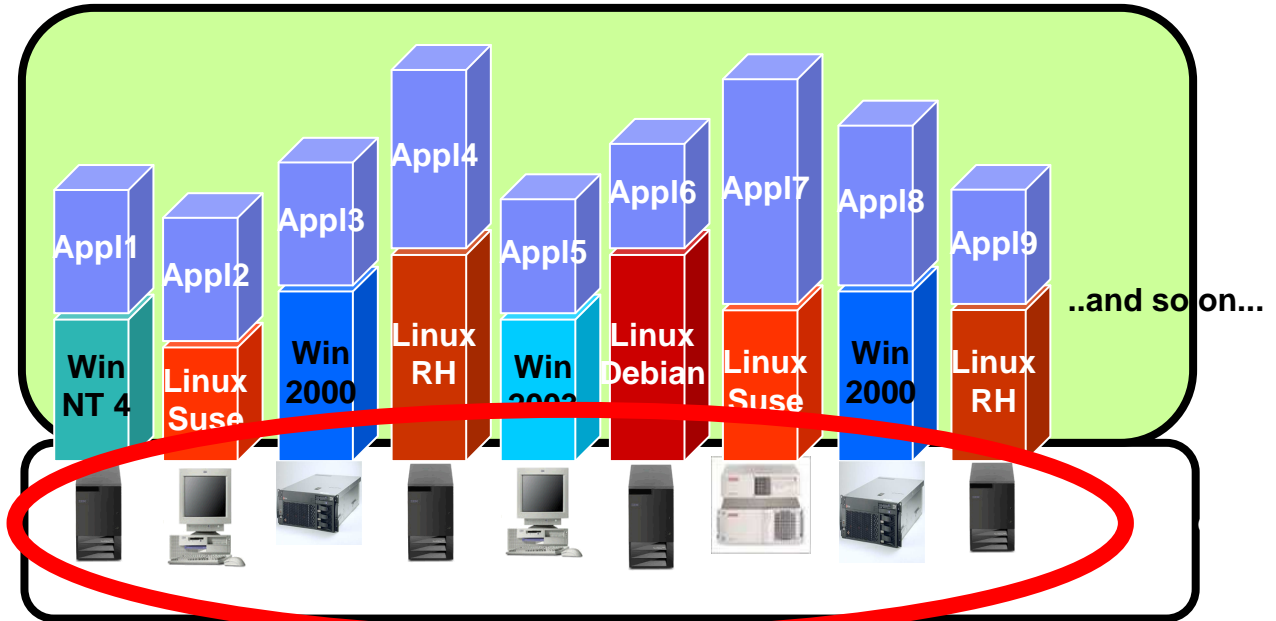 Appl1
Appl2
Appl3
Appl4
Appl5
Appl6
Appl7
Appl8
Appl9
..and so on...
Win
NT 4
Linux
Suse
Win
2000
Linux
RH
Win
Linux
Debian
Linux
Suse
Win
2000
Linux
RH